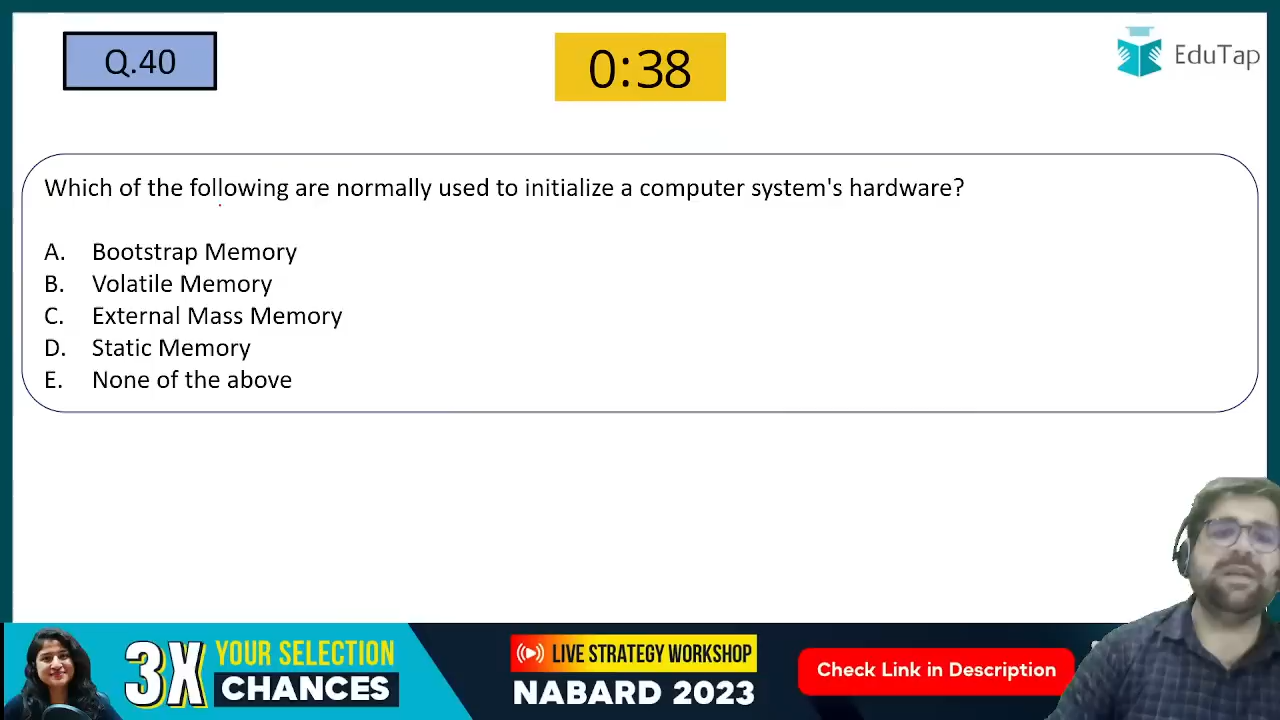 Q.40
0:38
EduTap
Which of the following are normally used to initialize a computer system's hardware?
A. Bootstrap Memory
B. Volatile Memory
C. External Mass Memory
D. Static Memory
E. None of the above
3X YOUR SELECTION CHANCES
LIVE STRATEGY WORKSHOP
NABARD 2023
Check Link in Description